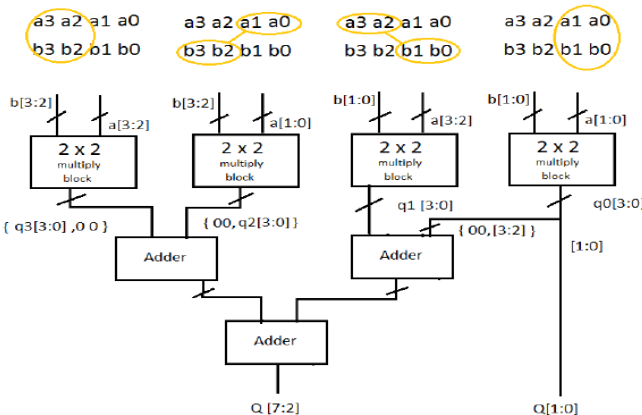 a3 a2 a1 a0 a3 a2 a1 a0 a3 a2 a1 a0 a3 a2 a1 a0
b3 b2 b1 b0 b3 b2 b1 b0 b3 b2 b1 b0 b3 b2 b1 b0
b[3:2] a[3:2] b[3:2] a[1:0] b[1:0] a[3:2] b[1:0] a[1:0]
2 x 2 2 x 2 2 x 2 2 x 2
multiply multiply multiply multiply
block block block block
{ q3[3:0] ,0 0 } { 00, q2[3:0] } q1 [3:0] q0[3:0]
{ 00,[3:2] } [1:0]
Adder Adder
Adder
Q [7:2] Q[1:0]